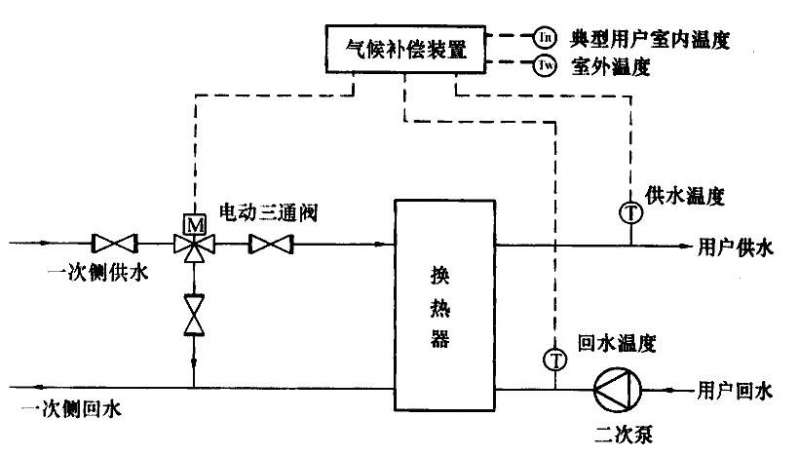 气候补偿装置
Tn 典型用户室内温度
Tw 室外温度
M
电动三通阀
T
供水温度
一次侧供水
用户供水
换
热
器
T
回水温度
一次侧回水
用户回水
二次泵